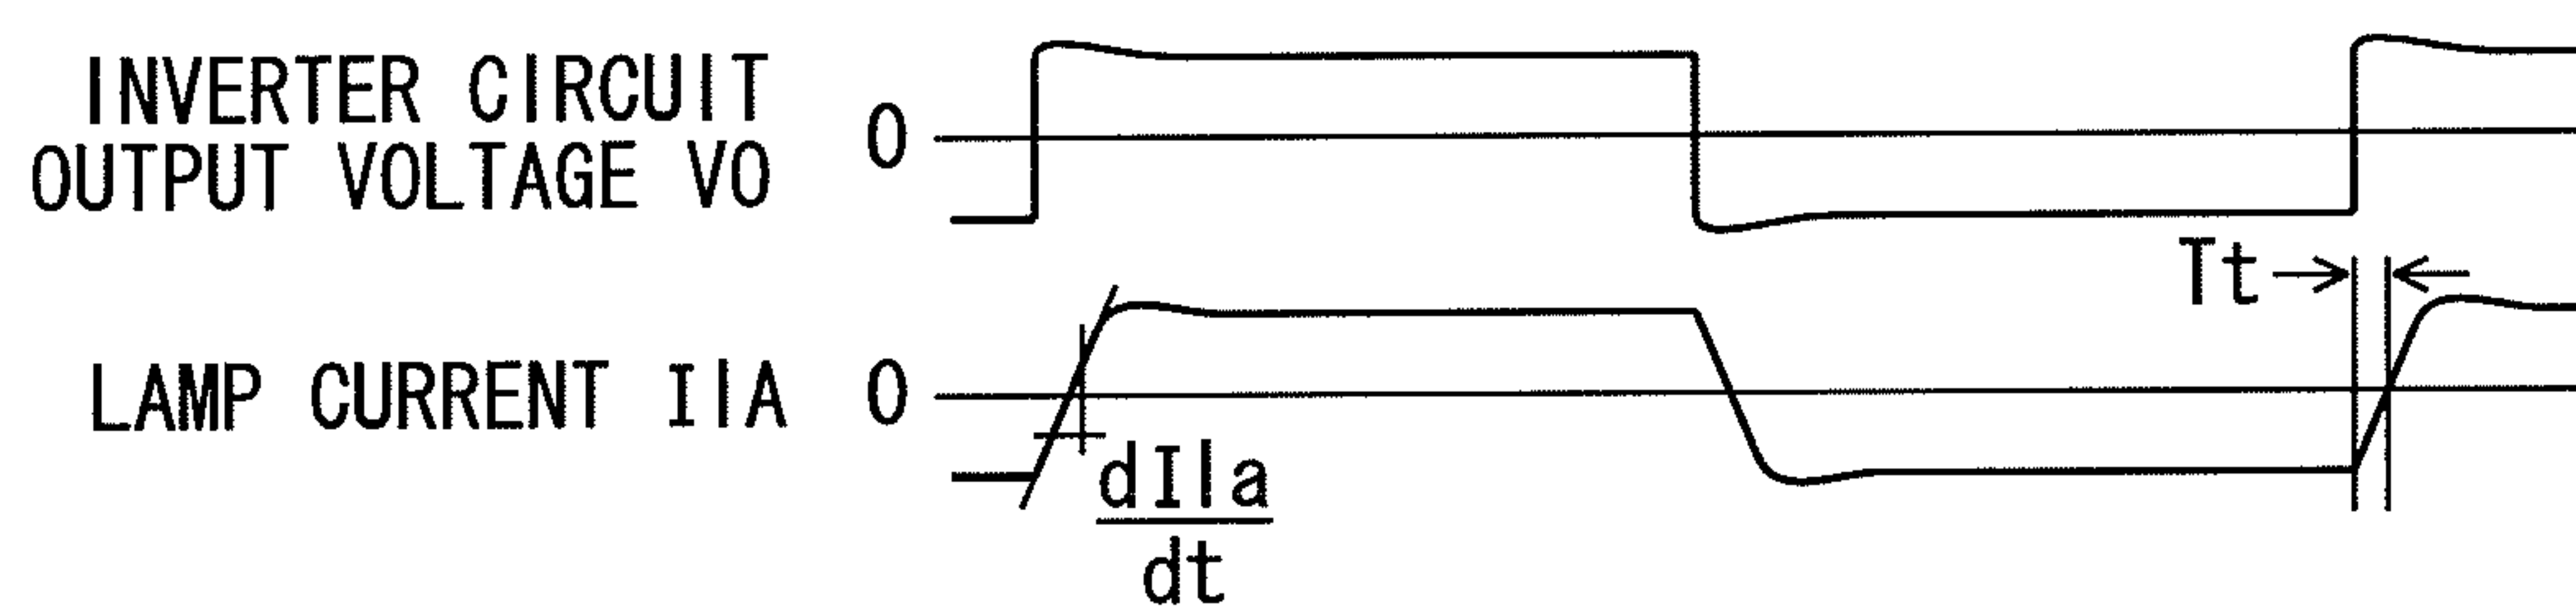 INVERTER CIRCUIT
OUTPUT VOLTAGE VO
0
Tt
LAMP CURRENT IlA
0
dIla
dt